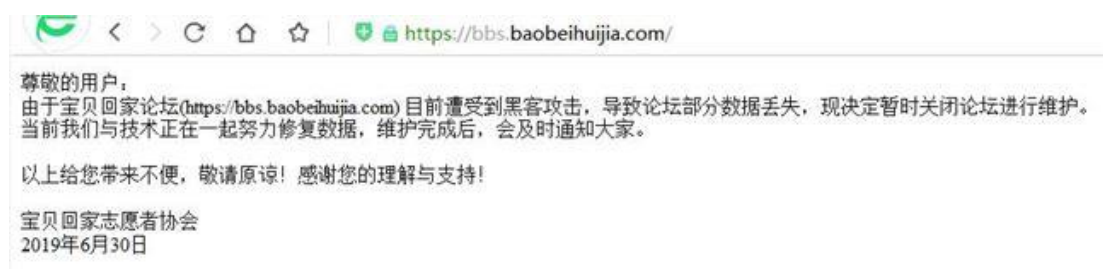 https://bbs.baobeihuijia.com/
尊敬的用户：
由于宝贝回家论坛(https://bbs.baobeihuijia.com) 目前遭受到黑客攻击，导致论坛部分数据丢失，现决定暂时关闭论坛进行维护。
当前我们与技术正在一起努力修复数据，维护完成后，会及时通知大家。
以上给您带来不便，敬请原谅！感谢您的理解与支持！
宝贝回家志愿者协会
2019年6月30日